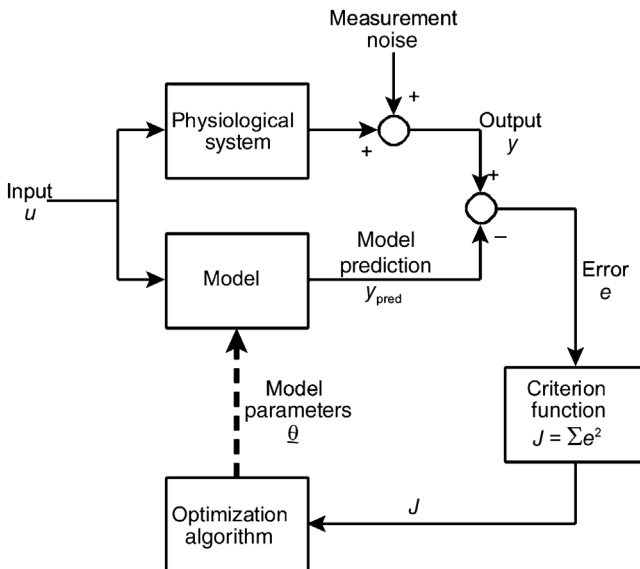 Measurement
noise
+
Physiological
system
+
Output
y
+
Input
u
−
Model
Model
prediction
y_pred
Error
e
Model
parameters
θ
Criterion
function
J = Σe²
J
Optimization
algorithm